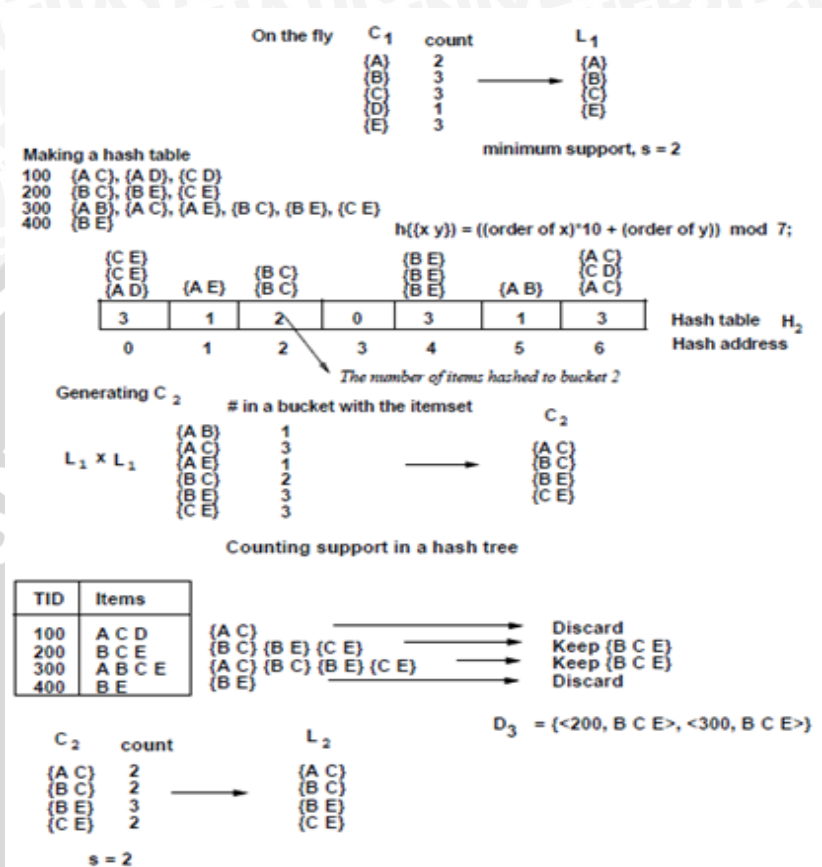 On the fly C1 count L1
{A} 2 {A}
{B} 3 {B}
{C} 3 {C}
{D} 1 {E}
{E} 3
minimum support, s = 2
Making a hash table
100 {A C}, {A D}, {C D}
200 {B C}, {B E}, {C E}
300 {A B}, {A C}, {A E}, {B C}, {B E}, {C E}
400 {B E}
h({x y}) = ((order of x)*10 + (order of y)) mod 7;
{C E} {B E} {A C}
{C E} {B C} {B E} {C D}
{A D} {A E} {B C} {B E} {A B} {A C}
3 1 2 0 3 1 3 Hash table H2
0 1 2 3 4 5 6 Hash address
The number of items hashed to bucket 2
Generating C2 # in a bucket with the itemset C2
{A B} 1
{A C} 3 {A C}
L1 x L1 {A E} 1 {B C}
{B C} 2 {B E}
{B E} 3 {C E}
{C E} 3
Counting support in a hash tree
TID Items
100 A C D {A C} Discard
200 B C E {B C} {B E} {C E} Keep {B C E}
300 A B C E {A C} {B C} {B E} {C E} Keep {B C E}
400 B E {B E} Discard
D3 = {<200, B C E>, <300, B C E>}
C2 count L2
{A C} 2 {A C}
{B C} 2 {B C}
{B E} 3 {B E}
{C E} 2 {C E}
s = 2